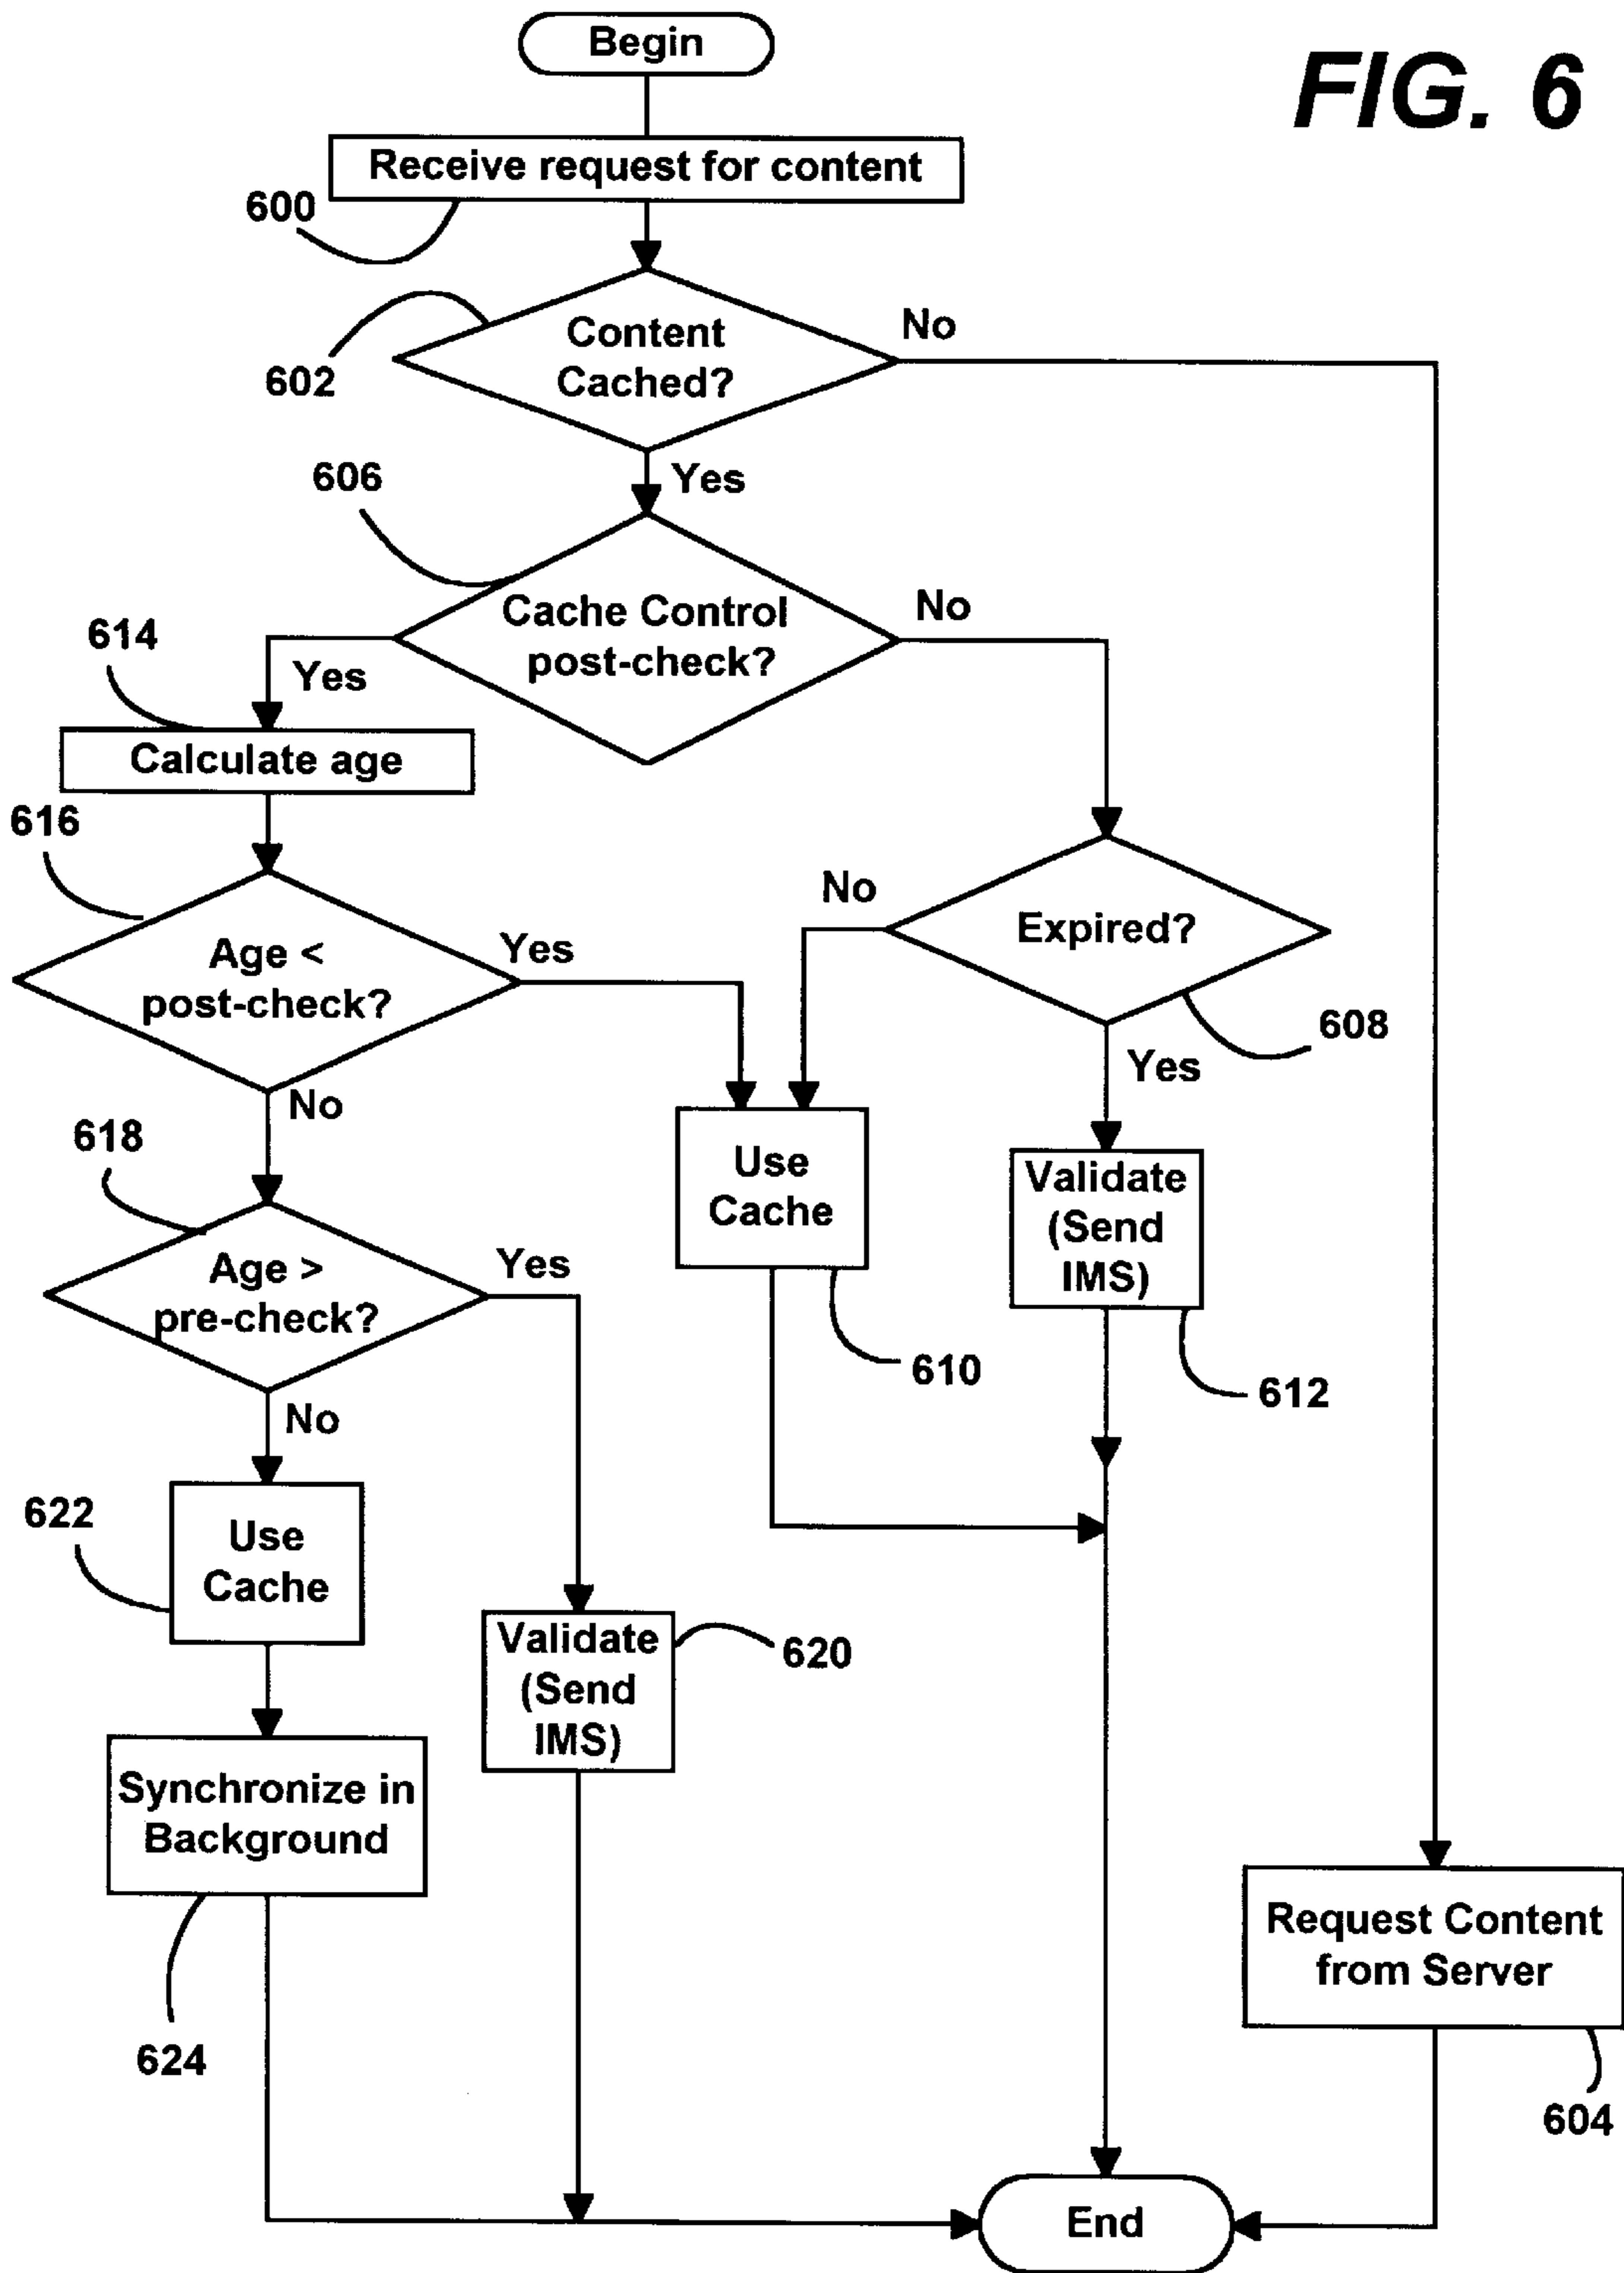 Begin
FIG. 6
Receive request for content
600
602
Content
Cached?
No
606
Yes
Cache Control
post-check?
No
614
Yes
Calculate age
616
Age <
post-check?
Yes
No
Expired?
608
Yes
No
618
Use
Cache
Validate
(Send
IMS)
Age >
pre-check?
Yes
610
612
No
622
Use
Cache
Validate
(Send
IMS)
620
Synchronize in
Background
624
Request Content
from Server
604
End